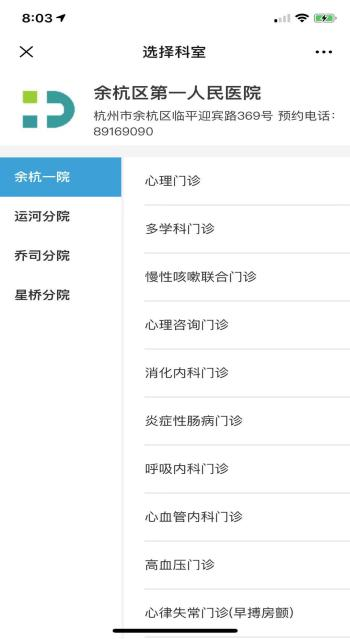 8:03
选择科室
余杭区第一人民医院
杭州市余杭区临平迎宾路369号 预约电话：
89169090
余杭一院
运河分院
乔司分院
星桥分院
心理门诊
多学科门诊
慢性咳嗽联合门诊
心理咨询门诊
消化内科门诊
炎症性肠病门诊
呼吸内科门诊
心血管内科门诊
高血压门诊
心律失常门诊(早搏房颤)